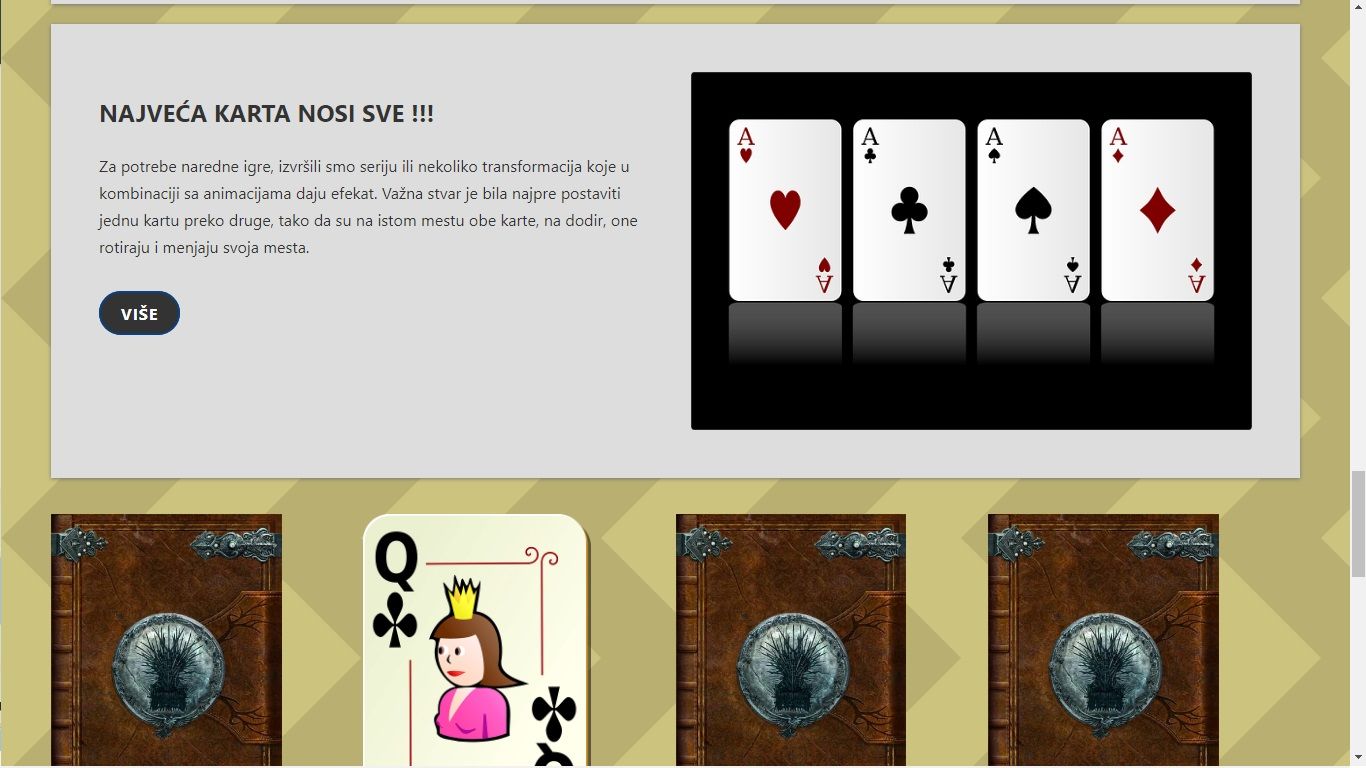 NAJVEĆA KARTA NOSI SVE !!!
Za potrebe naredne igre, izvršili smo seriju ili nekoliko transformacija koje u
kombinaciji sa animacijama daju efekat. Važna stvar je bila najpre postaviti
jednu kartu preko druge, tako da su na istom mestu obe karte, na dodir, one
rotiraju i menjaju svoja mesta.
VIŠE
A A A A
A A A A
Q
Q